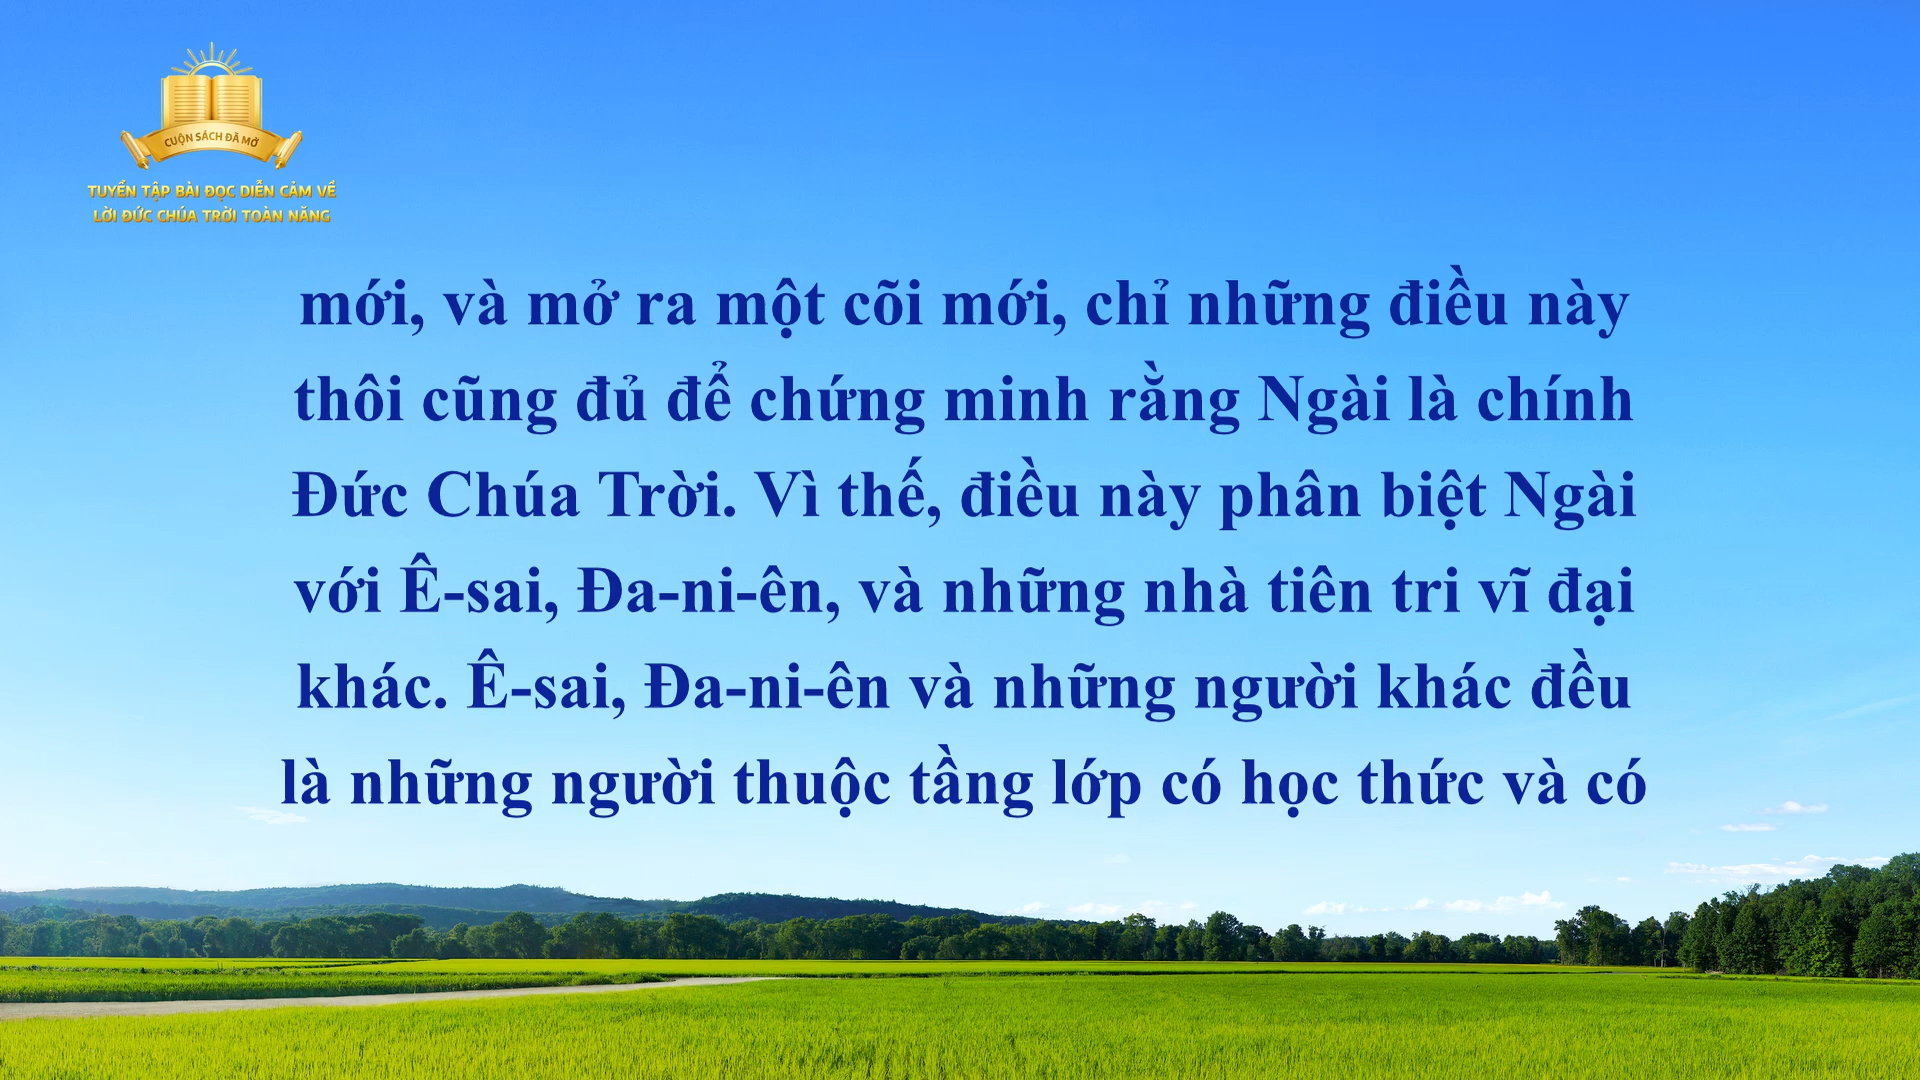 CUỘN SÁCH ĐÃ MỞ
TUYỂN TẬP BÀI ĐỌC DIỄN CẢM VỀ
LỜI ĐỨC CHÚA TRỜI TOÀN NĂNG
mới, và mở ra một cõi mới, chỉ những điều này
thôi cũng đủ để chứng minh rằng Ngài là chính
Đức Chúa Trời. Vì thế, điều này phân biệt Ngài
với Ê-sai, Đa-ni-ên, và những nhà tiên tri vĩ đại
khác. Ê-sai, Đa-ni-ên và những người khác đều
là những người thuộc tầng lớp có học thức và có